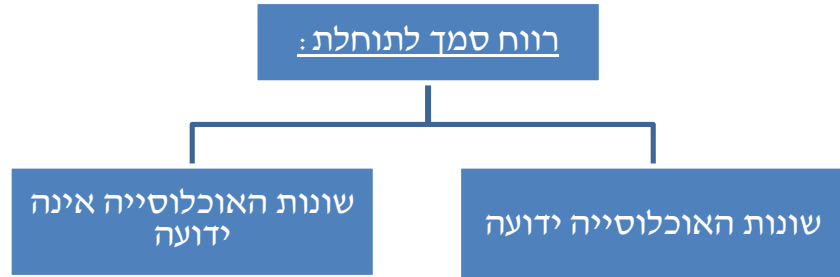 רווח סמך לתוחלת:
שונות האוכלוסייה ידועה
שונות האוכלוסייה אינה
ידועה